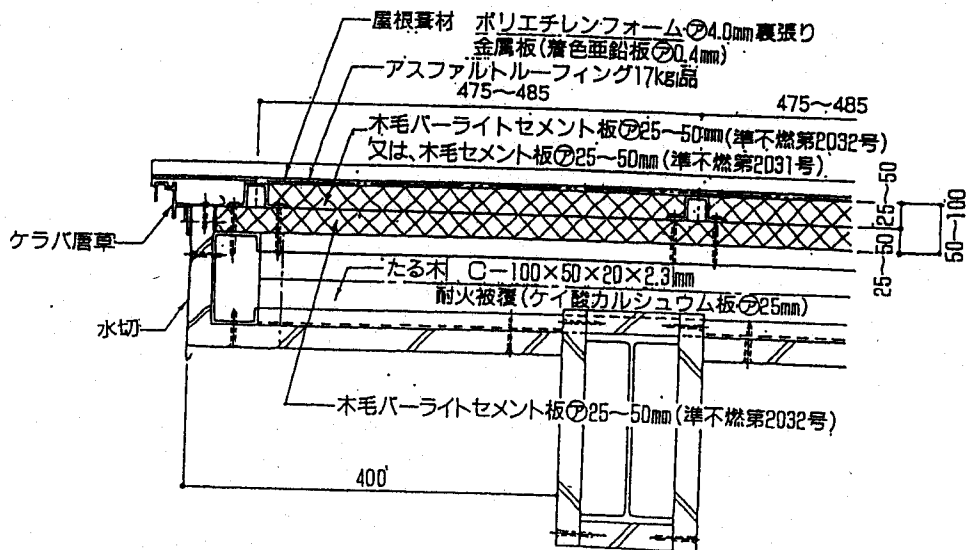 屋根葺材 ポリエチレンフォーム㋐4.0mm裏張り
金属板(着色亜鉛板㋐0.4mm)
アスファルトルーフィング17kg品
475〜485
475〜485
木毛パーライトセメント板㋐25〜50mm(準不燃第2032号)
又は、木毛セメント板㋐25〜50mm(準不燃第2031号)
25〜50
25〜50
50〜100
ケラバ唐草
たる木 C-100×50×20×2.3mm
耐火被覆(ケイ酸カルシュウム板㋐25mm)
水切
木毛パーライトセメント板㋐25〜50mm(準不燃第2032号)
400